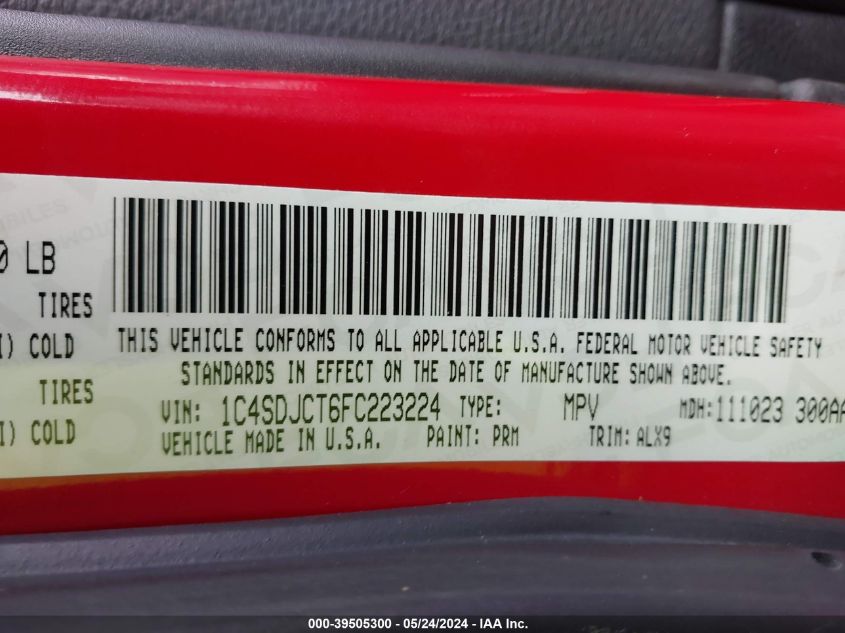 0 LB
TIRES
I) COLD
TIRES
I) COLD
THIS VEHICLE CONFORMS TO ALL APPLICABLE U.S.A. FEDERAL MOTOR VEHICLE SAFETY
STANDARDS IN EFFECT ON THE DATE OF MANUFACTURE SHOWN ABOVE.
VIN: 1C4SDJCT6FC223224 TYPE: MPV MDH: 111023 300AA
VEHICLE MADE IN U.S.A. PAINT: PRM TRIM: ALX9
000-39505300 / 05/24/2024 - IAA Inc.